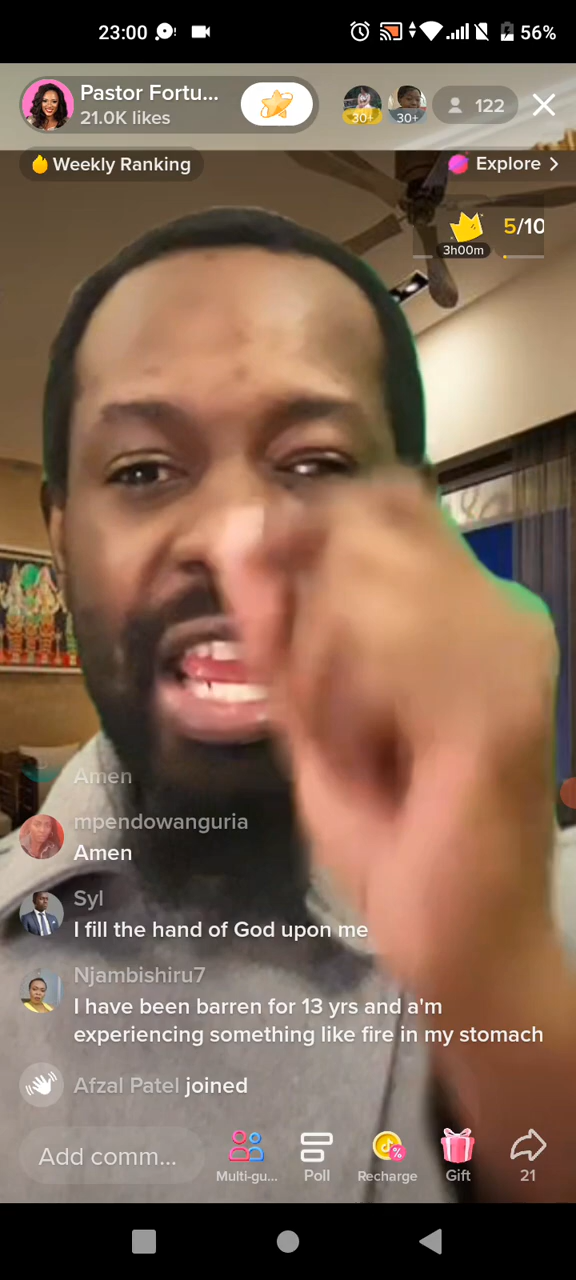 23:00
56%
Pastor Fortu...
21.0K likes
30+
30+
122
Weekly Ranking
Explore
5/10
3h00m
Amen
mpendowanguria
Amen
Syl
I fill the hand of God upon me
Njambishiru7
I have been barren for 13 yrs and a'm
experiencing something like fire in my stomach
Afzal Patel joined
Add comm...
Multi-gu...
Poll
Recharge
Gift
21